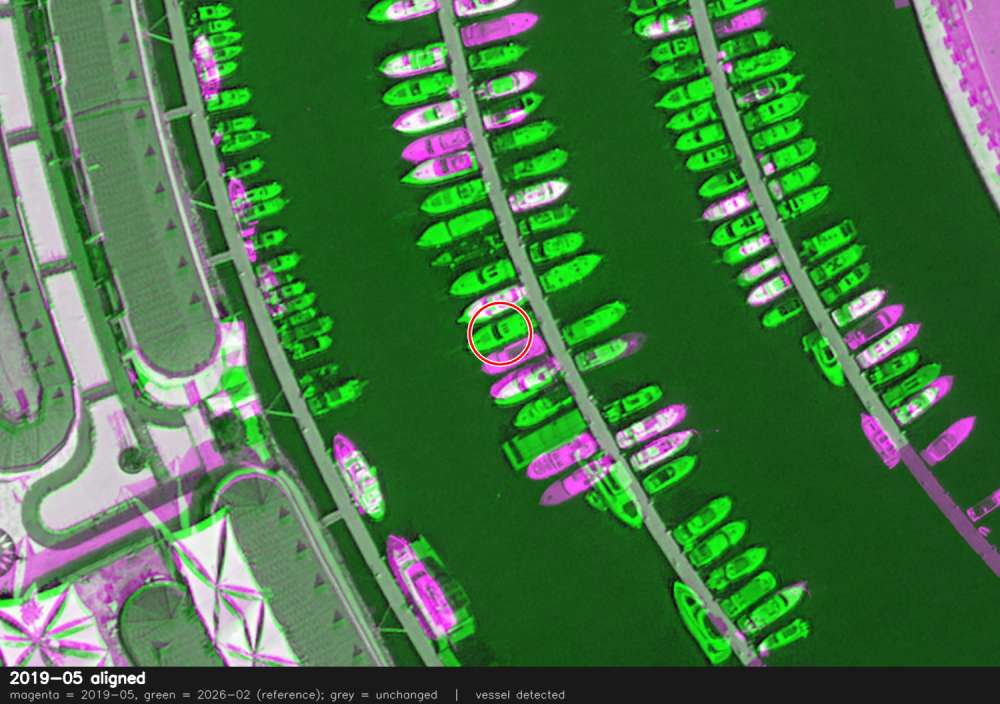 2019-05 aligned
magenta = 2019-05, green = 2026-02 (reference); grey = unchanged | vessel detected